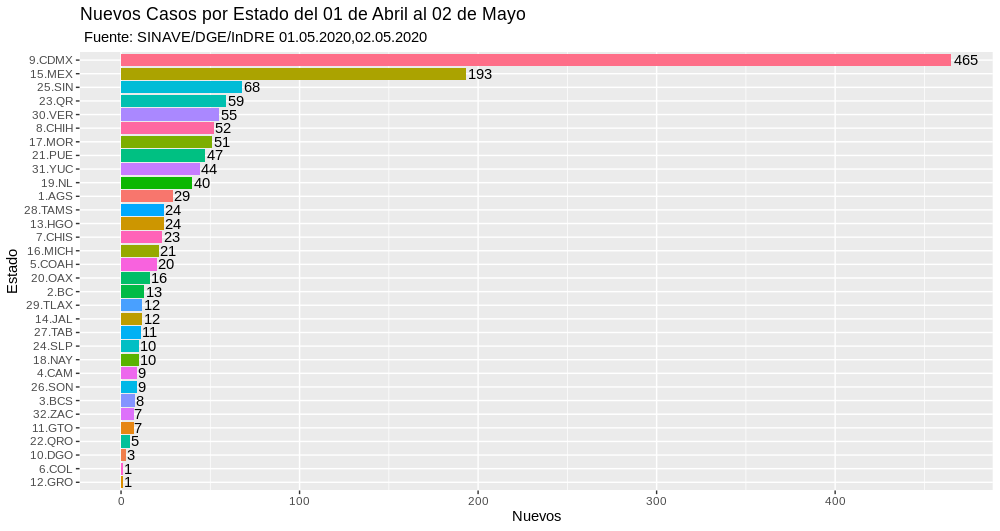 Nuevos Casos por Estado del 01 de Abril al 02 de Mayo
Fuente: SINAVE/DGE/InDRE 01.05.2020,02.05.2020
Estado
9.CDMX 465
15.MEX 193
25.SIN 68
23.QR 59
30.VER 55
8.CHIH 52
17.MOR 51
21.PUE 47
31.YUC 44
19.NL 40
1.AGS 29
28.TAMS 24
13.HGO 24
7.CHIS 23
16.MICH 21
5.COAH 20
20.OAX 16
2.BC 13
29.TLAX 12
14.JAL 12
27.TAB 11
24.SLP 10
18.NAY 10
4.CAM 9
26.SON 9
3.BCS 8
32.ZAC 7
11.GTO 7
22.QRO 5
10.DGO 3
6.COL 1
12.GRO 1
0 100 200 300 400
Nuevos